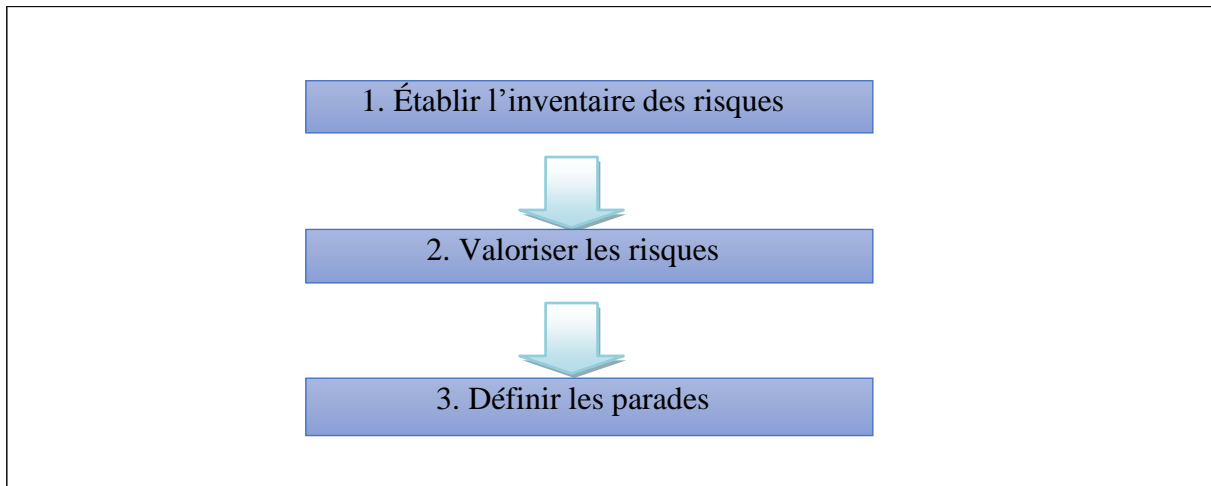 1. Établir l’inventaire des risques
2. Valoriser les risques
3. Définir les parades